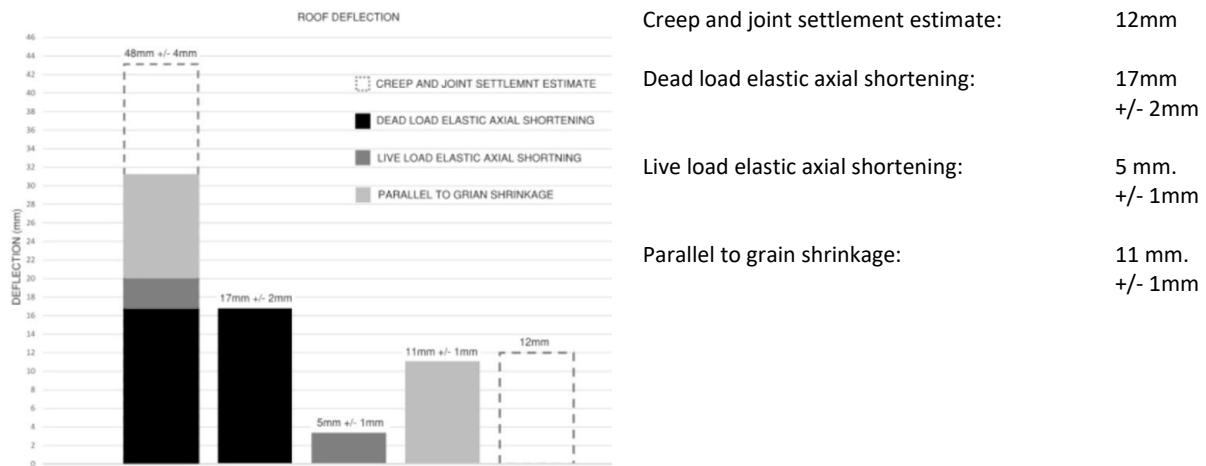 ROOF DEFLECTION
46
44
42
40
38
36
34
32
30
28
26
24
22
20
18
16
14
12
10
8
6
4
2
0
DEFLECTION (mm)
48mm +/- 4mm
17mm +/- 2mm
5mm +/- 1mm
11mm +/- 1mm
12mm
CREEP AND JOINT SETTLEMNT ESTIMATE
DEAD LOAD ELASTIC AXIAL SHORTENING
LIVE LOAD ELASTIC AXIAL SHORTNING
PARALLEL TO GRIAN SHRINKAGE
Creep and joint settlement estimate: 12mm
Dead load elastic axial shortening: 17mm
+/- 2mm
Live load elastic axial shortening: 5 mm.
+/- 1mm
Parallel to grain shrinkage: 11 mm.
+/- 1mm